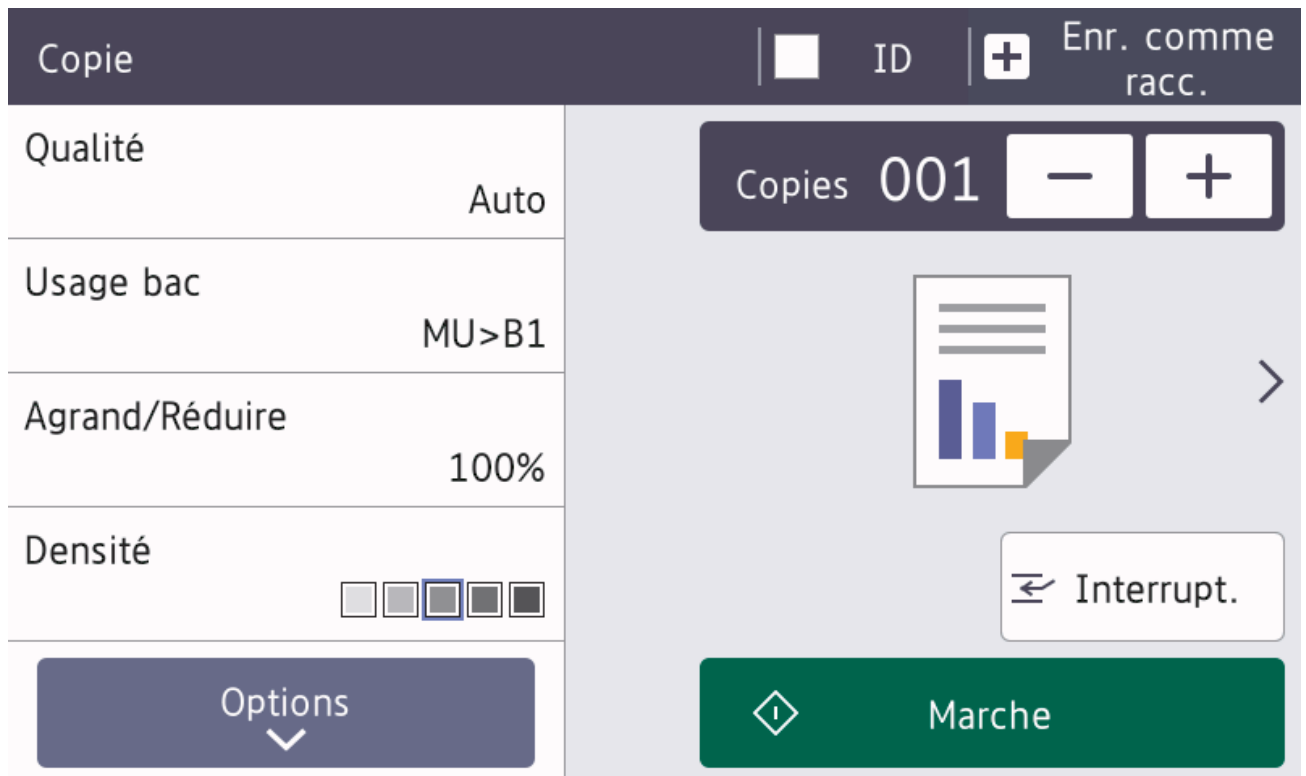 Copie
ID
Enr. comme
racc.
Qualité
Auto
Usage bac
MU>B1
Agrand/Réduire
100%
Densité
Options
Copies 001
Interrupt.
Marche